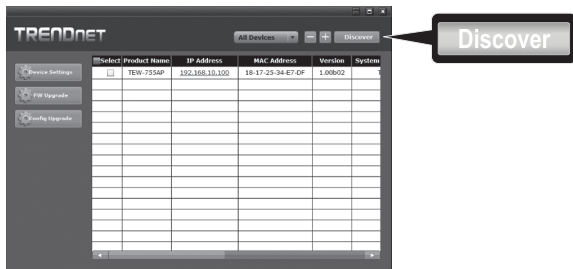 TRENDNET
All Devices
Discover
Discover
Select Product Name IP Address MAC Address Version System
TEW-755AP 192.168.10.100 18-17-25-34-E7-DF 1.00b02
Device Settings
FW Upgrade
Config Upgrade